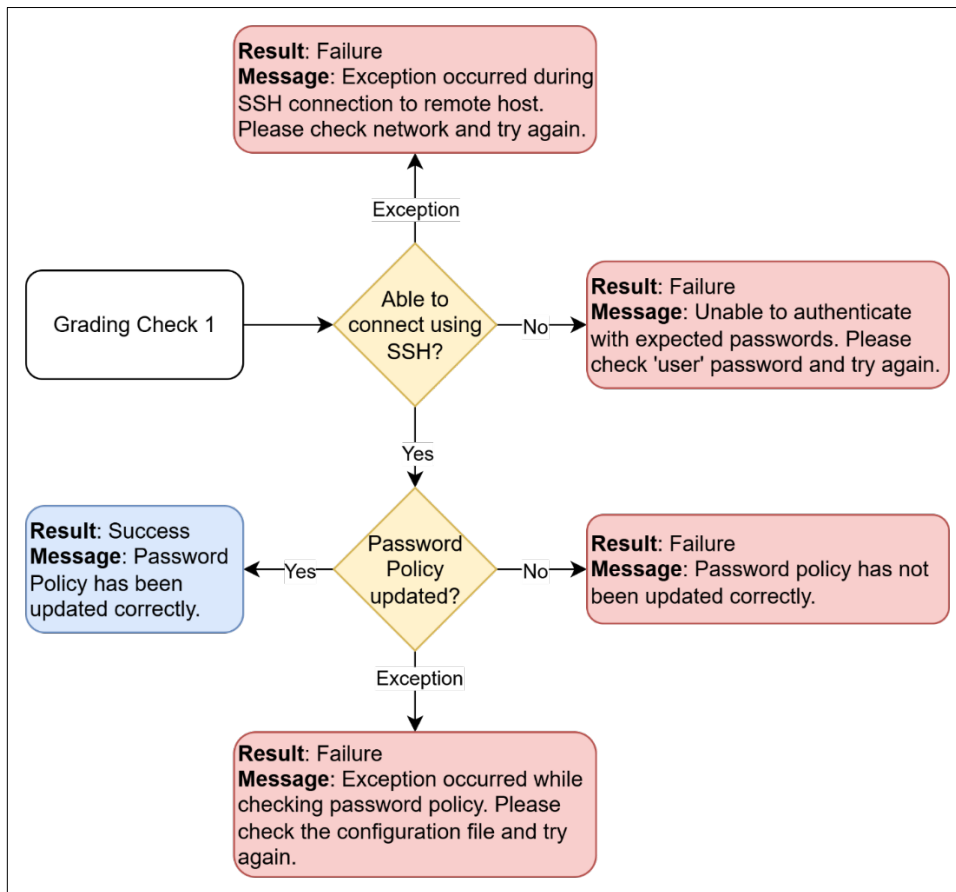 Result: Failure
Message: Exception occurred during
SSH connection to remote host.
Please check network and try again.
Exception
Grading Check 1
Able to
connect using
SSH?
No
Result: Failure
Message: Unable to authenticate
with expected passwords. Please
check 'user' password and try again.
Yes
Result: Success
Message: Password
Policy has been
updated correctly.
Yes
Password
Policy
updated?
No
Result: Failure
Message: Password policy has not
been updated correctly.
Exception
Result: Failure
Message: Exception occurred while
checking password policy. Please
check the configuration file and try
again.